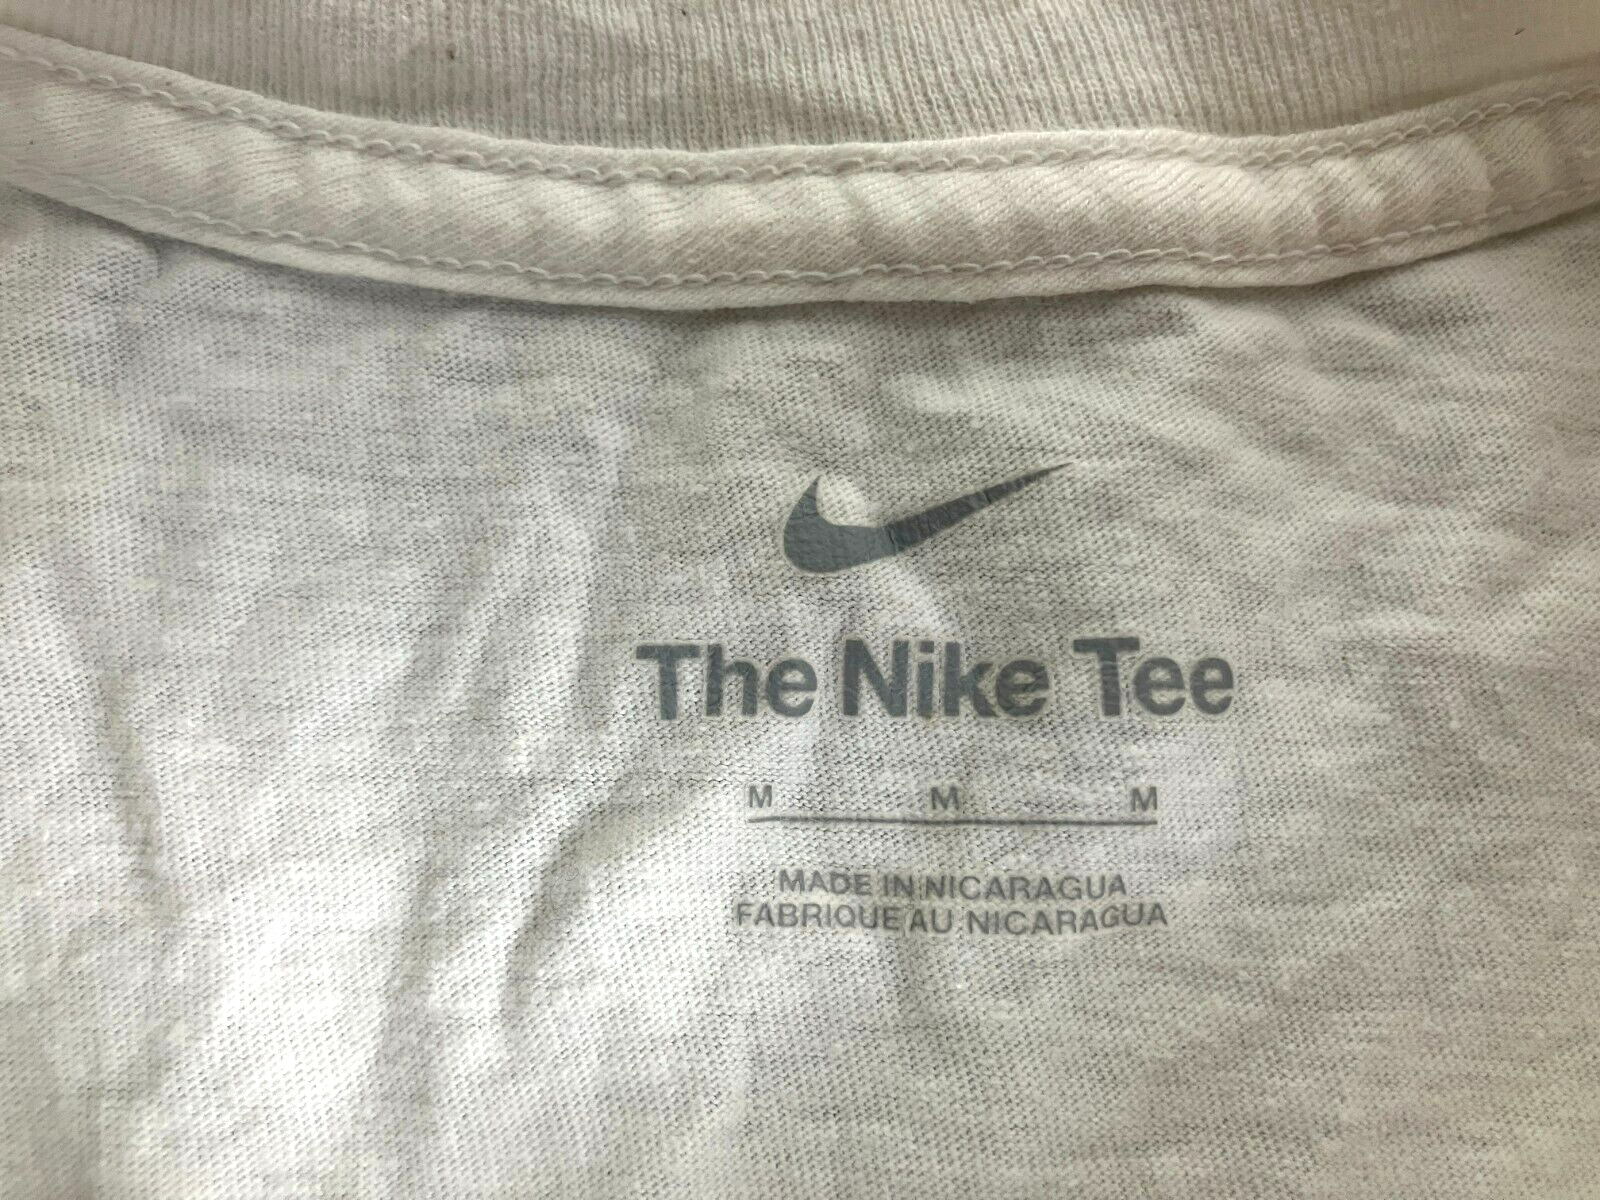 The Nike Tee
M M M
MADE IN NICARAGUA
FABRIQUE AU NICARAGUA